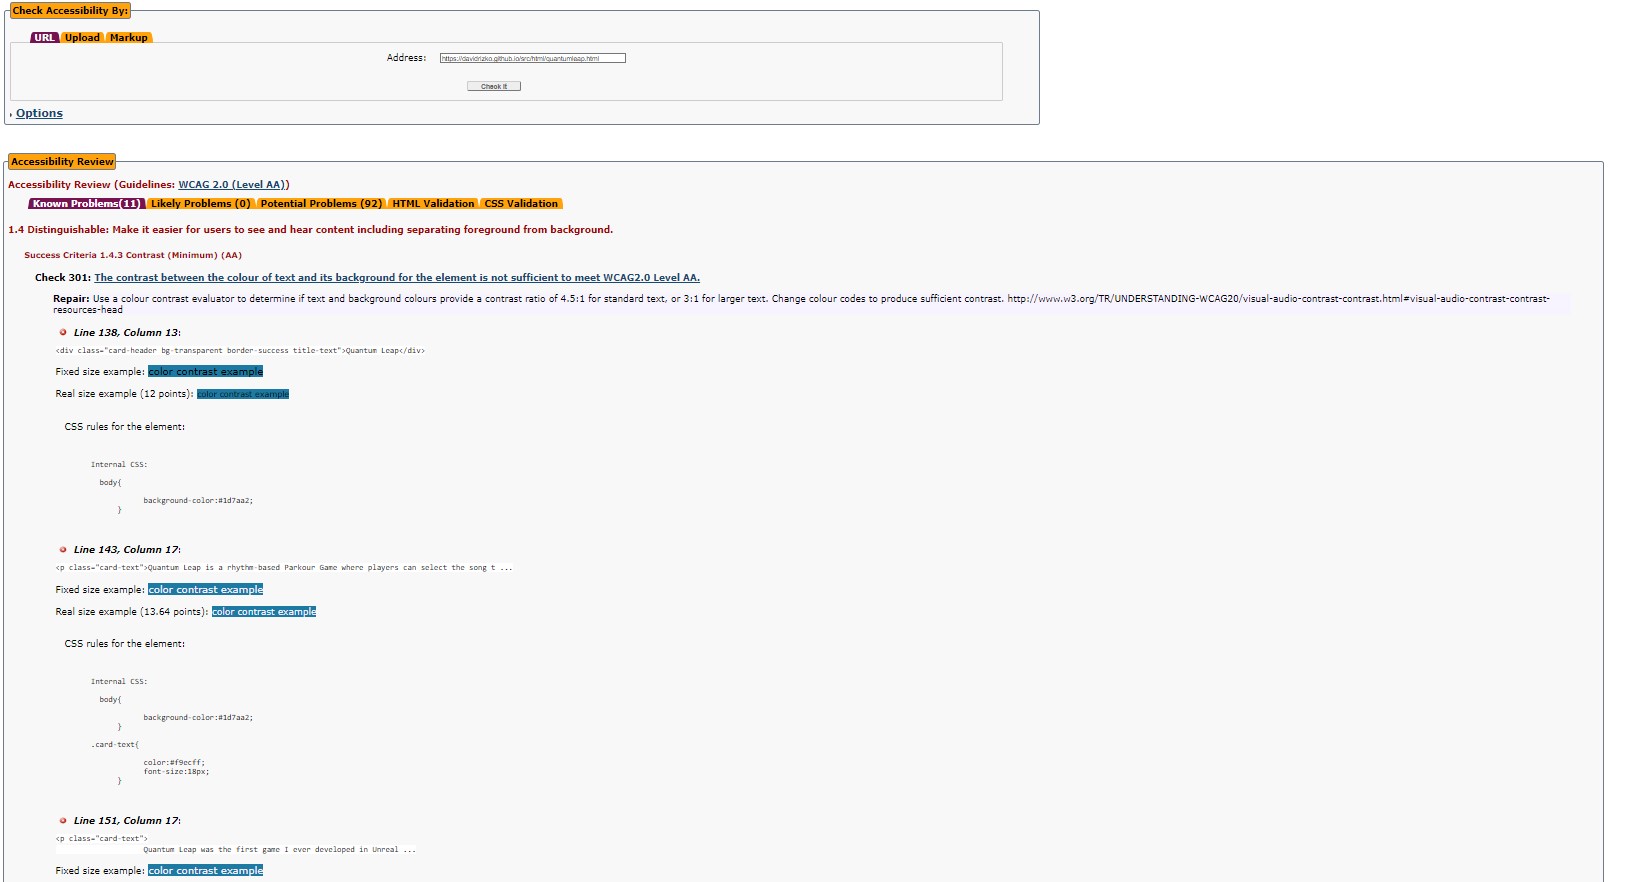 Check Accessibility By:
URL Upload Markup
Address: https://davidrizko.github.io/src/html/quantumleap.html
Check It
Options
Accessibility Review
Accessibility Review (Guidelines: WCAG 2.0 (Level AA))
Known Problems(11) Likely Problems (0) Potential Problems (92) HTML Validation CSS Validation
1.4 Distinguishable: Make it easier for users to see and hear content including separating foreground from background.
Success Criteria 1.4.3 Contrast (Minimum) (AA)
Check 301: The contrast between the colour of text and its background for the element is not sufficient to meet WCAG2.0 Level AA.
Repair: Use a colour contrast evaluator to determine if text and background colours provide a contrast ratio of 4.5:1 for standard text, or 3:1 for larger text. Change colour codes to produce sufficient contrast. http://www.w3.org/TR/UNDERSTANDING-WCAG20/visual-audio-contrast-contrast.html#visual-audio-contrast-contrast-
resources-head
Line 138, Column 13:
<div class="card-header bg-transparent border-success title-text">Quantum Leap</div>
Fixed size example: color contrast example
Real size example (12 points): color contrast example
CSS rules for the element:
Internal CSS:
body{
background-color:#1d7aa2;
}
Line 143, Column 17:
<p class="card-text">Quantum Leap is a rhythm-based Parkour Game where players can select the song t ...
Fixed size example: color contrast example
Real size example (13.64 points): color contrast example
CSS rules for the element:
Internal CSS:
body{
background-color:#1d7aa2;
}
.card-text{
color:#f9ecff;
font-size:18px;
}
Line 151, Column 17:
<p class="card-text">
Quantum Leap was the first game I ever developed in Unreal ...
Fixed size example: color contrast example